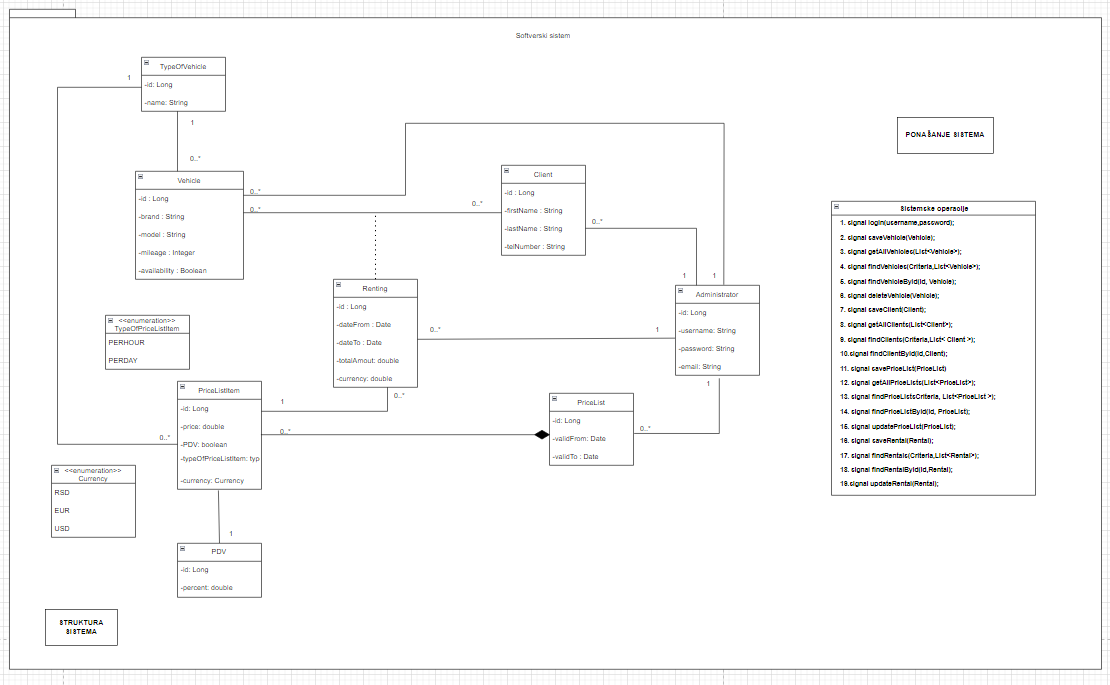 Softverski sistem
TypeOfVehicle
-id: Long
-name: String
1
1
0..*
Vehicle
-id : Long
-brand : String
-model : String
-mileage : Integer
-availability : Boolean
0..*
0..*
0..*
Client
-id : Long
-firstName : String
-lastName : String
-telNumber : String
0..*
1
1
Renting
-id : Long
-dateFrom : Date
-dateTo : Date
-totalAmout: double
-currency: double
0..*
1
0..*
Administrator
-id: Long
-username: String
-password: String
-email: String
1
<<enumeration>>
TypeOfPriceListItem
PERHOUR
PERDAY
PriceListItem
-id: Long
-price: double
-PDV: boolean
-typeOfPriceListItem: typ
-currency: Currency
1
0..*
0..*
PriceList
-id: Long
-validFrom: Date
-validTo : Date
0..*
<<enumeration>>
Currency
RSD
EUR
USD
1
PDV
-id: Long
-percent: double
STRUKTURA
SISTEMA
PONAŠANJE SISTEMA
Sistemske operacije
1. signal login(username,password);
2. signal saveVehicle(Vehicle);
3. signal getAllVehicles(List<Vehicle>);
4. signal findVehicles(Criteria,List<Vehicle>);
5. signal findVehicleById(Id, Vehicle);
6. signal deleteVehicle(Vehicle);
7. signal saveClient(Client);
8. signal getAllClients(List<Client>);
9. signal findClients(Criteria,List< Client >);
10.signal findClientById(Id,Client);
11. signal savePriceList(PriceList)
12. signal getAllPriceLists(List<PriceList>);
13. signal findPriceListsCriteria, List<PriceList >);
14. signal findPriceListById(Id, PriceList);
15. signal updatePriceList(PriceList);
16. signal saveRental(Rental);
17. signal findRentals(Criteria,List<Rental>);
18. signal findRentalById(Id,Rental);
19.signal updateRental(Rental);